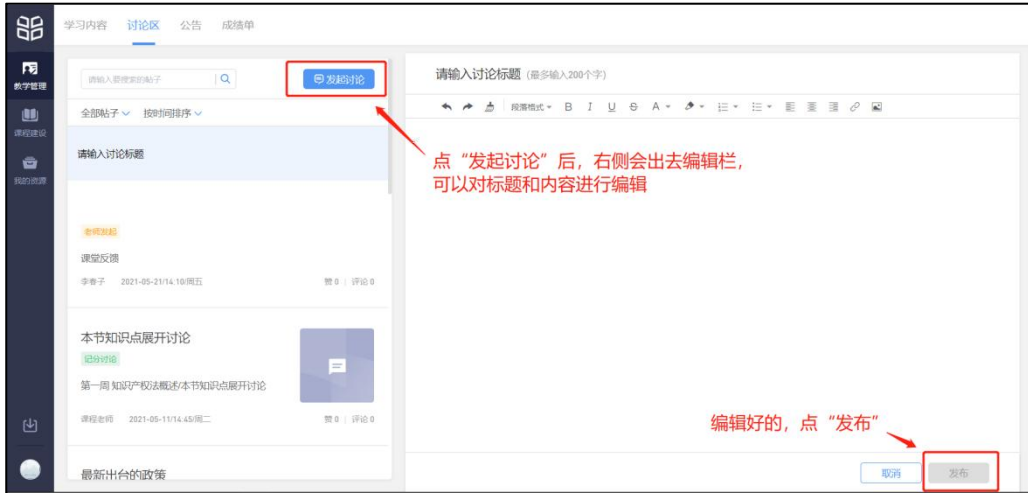 学习内容 讨论区 公告 成绩单
教学管理
课程建设
我的资源
请输入要搜索的帖子
发起讨论
全部帖子 按时间排序
请输入讨论标题
老师发起
课堂反馈
李春子 2021-05-21/14:10/周五 赞 0 | 评论 0
本节知识点展开讨论
记分讨论
第一周 知识产权法概述/本节知识点展开讨论
课程老师 2021-05-11/14:45/周二 赞 0 | 评论 0
最新出台的政策
请输入讨论标题 (最多输入200个字)
段落格式 B I U S A
点“发起讨论”后，右侧会出去编辑栏，
可以对标题和内容进行编辑
编辑好的，点“发布”
取消 发布